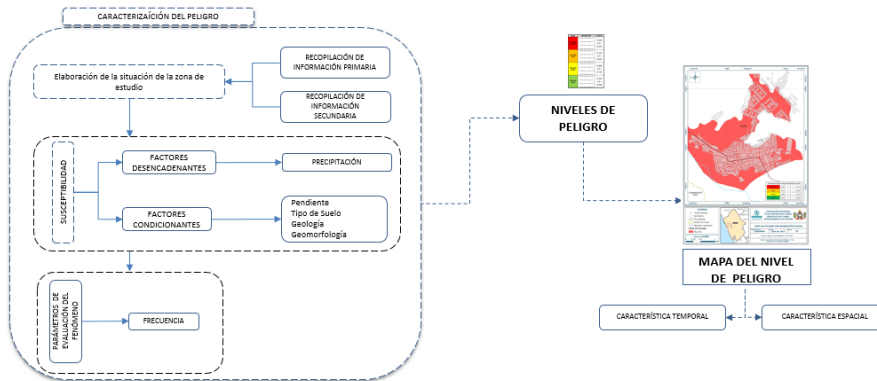 CARACTERIZAÍCIÓN DEL PELIGRO
RECOPILACIÓN DE
INFORMACIÓN PRIMARIA
Elaboración de la situación de la zona de
estudio
RECOPILACIÓN DE
INFORMACIÓN
SECUNDARIA
SUSCEPTIBILIDAD
FACTORES
DESENCADENANTES
PRECIPITACIÓN
FACTORES
CONDICIONANTES
Pendiente
Tipo de Suelo
Geología
Geomorfología
PARÁMETROS DE
EVALUACIÓN DEL
FENÓMENO
FRECUENCIA
NIVELES DE
PELIGRO
MAPA DEL NIVEL
DE PELIGRO
CARACTERÍSTICA TEMPORAL
CARACTERÍSTICA ESPACIAL